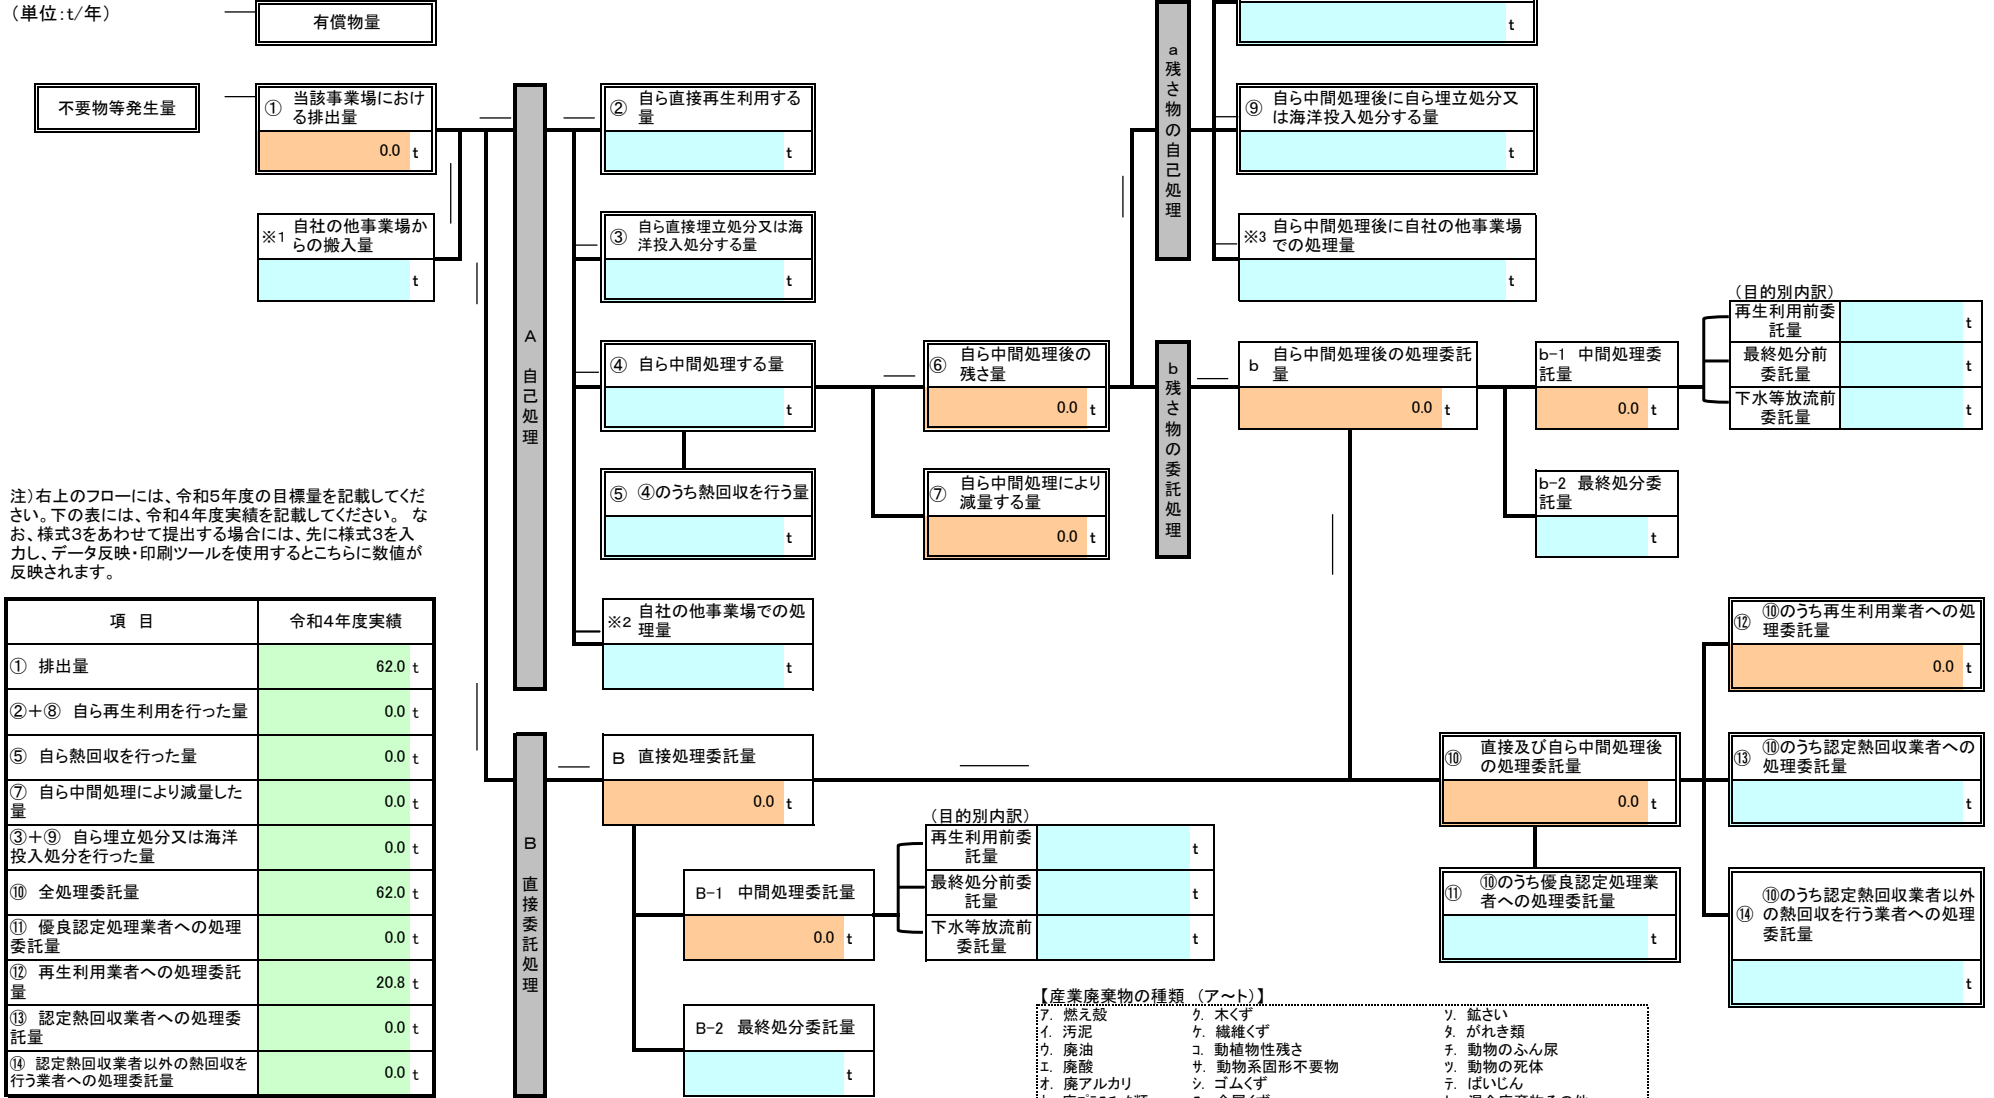 （単位：t/年）
有償物量
不要物等発生量
① 当該事業場におけ
る排出量
0.0 t
※1 自社の他事業場か
らの搬入量
t
A 自己処理
② 自ら直接再生利用する
量
t
③ 自ら直接埋立処分又は海
洋投入処分する量
t
④ 自ら中間処理する量
t
⑤ ④のうち熱回収を行う量
t
※2 自社の他事業場での処
理量
t
⑥ 自ら中間処理後の
残さ量
0.0 t
⑦ 自ら中間処理により
減量する量
0.0 t
a 残さ物の自己処理
t
⑨ 自ら中間処理後に自ら埋立処分又
は海洋投入処分する量
t
※3 自ら中間処理後に自社の他事業場
での処理量
t
b 残さ物の委託処理
b 自ら中間処理後の処理委託
量
0.0 t
b-1 中間処理委
託量
0.0 t
b-2 最終処分委
託量
t
（目的別内訳）
再生利用前委
託量
t
最終処分前
委託量
t
下水等放流前
委託量
t
注）右上のフローには、令和5年度の目標量を記載してくだ
さい。下の表には、令和4年度実績を記載してください。 な
お、様式3をあわせて提出する場合には、先に様式3を入
力し、データ反映・印刷ツールを使用するとこちらに数値が
反映されます。
項 目 令和4年度実績
① 排出量 62.0 t
②＋⑧ 自ら再生利用を行った量 0.0 t
⑤ 自ら熱回収を行った量 0.0 t
⑦ 自ら中間処理により減量した
量 0.0 t
③＋⑨ 自ら埋立処分又は海洋
投入処分を行った量 0.0 t
⑩ 全処理委託量 62.0 t
⑪ 優良認定処理業者への処理
委託量 0.0 t
⑫ 再生利用業者への処理委託
量 20.8 t
⑬ 認定熱回収業者への処理委
託量 0.0 t
⑭ 認定熱回収業者以外の熱回収を
行う業者への処理委託量 0.0 t
B 直接委託処理
B 直接処理委託量
0.0 t
B-1 中間処理委託量
0.0 t
B-2 最終処分委託量
t
（目的別内訳）
再生利用前委
託量
t
最終処分前委
託量
t
下水等放流前
委託量
t
⑩ 直接及び自ら中間処理後
の処理委託量
0.0 t
⑪ ⑩のうち優良認定処理業
者への処理委託量
t
⑫ ⑩のうち再生利用業者への処
理委託量
0.0 t
⑬ ⑩のうち認定熱回収業者への
処理委託量
t
⑭ ⑩のうち認定熱回収業者以外
の熱回収を行う業者への処理
委託量
t
【産業廃棄物の種類 （ア～ト）】
ア. 燃え殻 ク. 木くず ソ. 鉱さい
イ. 汚泥 ケ. 繊維くず タ. がれき類
ウ. 廃油 コ. 動植物性残さ チ. 動物のふん尿
エ. 廃酸 サ. 動物系固形不要物 ツ. 動物の死体
オ. 廃アルカリ シ. ゴムくず テ. ばいじん